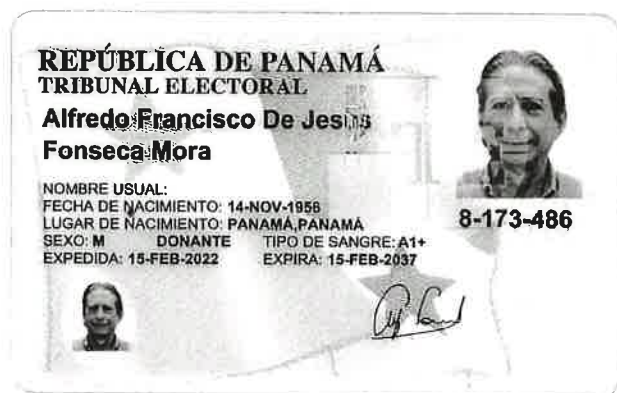 REPÚBLICA DE PANAMÁ
TRIBUNAL ELECTORAL
Alfredo Francisco De Jesus
Fonseca Mora
NOMBRE USUAL:
FECHA DE NACIMIENTO: 14-NOV-1956
LUGAR DE NACIMIENTO: PANAMÁ,PANAMÁ
SEXO: M DONANTE TIPO DE SANGRE: A1+
EXPEDIDA: 15-FEB-2022 EXPIRA: 15-FEB-2037
8-173-486